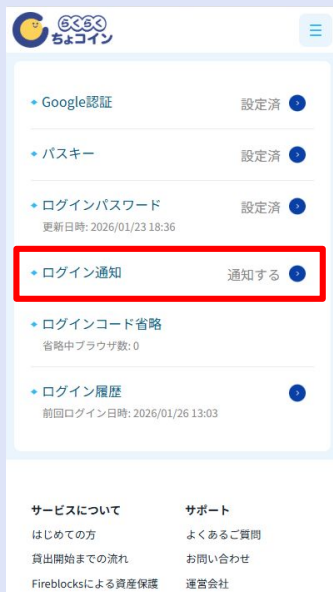 らくらく
ちょコイン
Google認証 設定済
パスキー 設定済
ログインパスワード 設定済
更新日時: 2026/01/23 18:36
ログイン通知 通知する
ログインコード省略
省略中ブラウザ数: 0
ログイン履歴
前回ログイン日時: 2026/01/26 13:03
サービスについて サポート
はじめての方 よくあるご質問
貸出開始までの流れ お問い合わせ
Fireblocksによる資産保護 運営会社